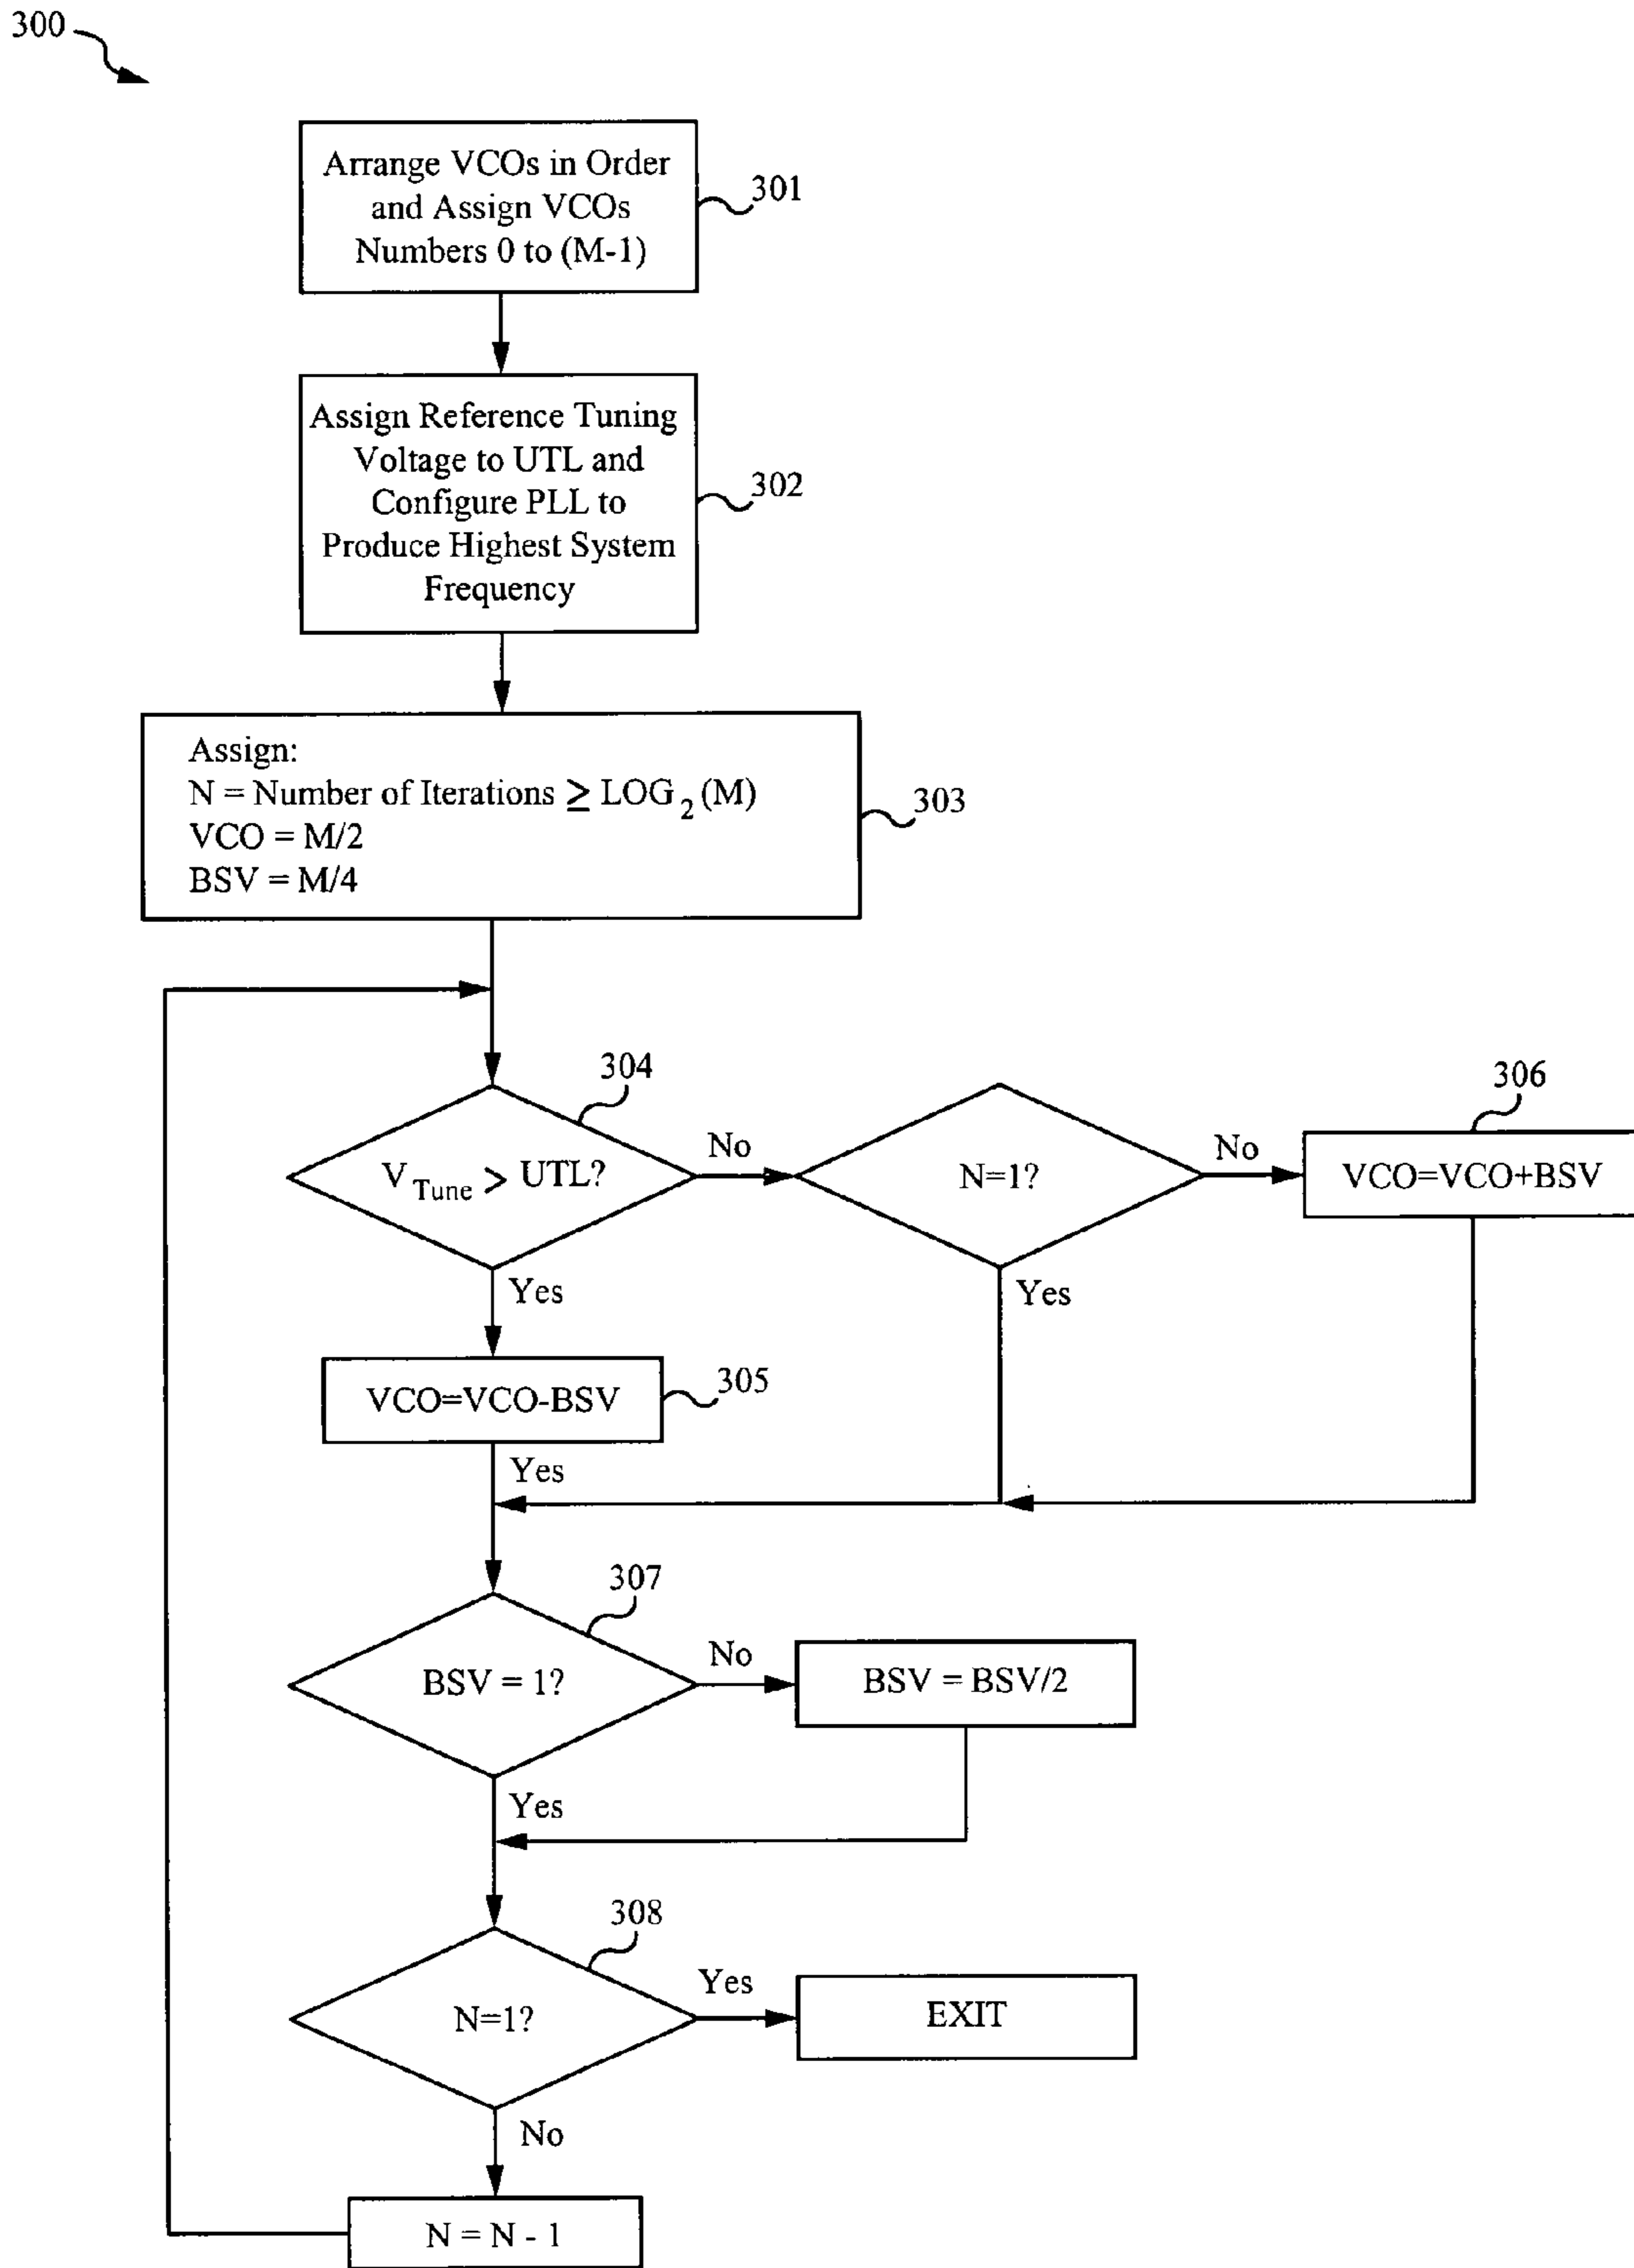 300
Arrange VCOs in Order
and Assign VCOs
Numbers 0 to (M-1)
301
Assign Reference Tuning
Voltage to UTL and
Configure PLL to
Produce Highest System
Frequency
302
Assign:
N = Number of Iterations ≥ LOG2(M)
VCO = M/2
BSV = M/4
303
304
VTune > UTL?
No
N=1?
No
306
VCO=VCO+BSV
Yes
Yes
VCO=VCO-BSV
305
Yes
307
BSV = 1?
No
BSV = BSV/2
Yes
308
N=1?
Yes
EXIT
No
N = N - 1